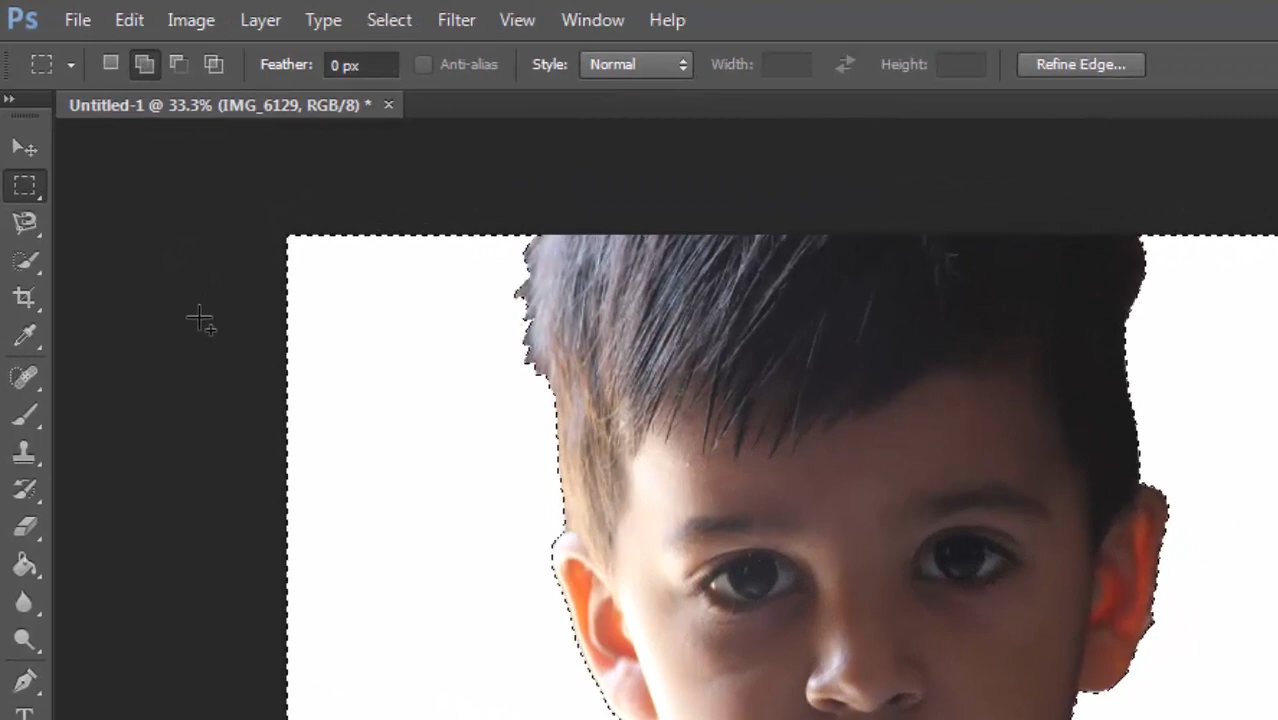 Ps File Edit Image Layer Type Select Filter View Window Help
Feather: 0 px Anti-alias Style: Normal Width: Height: Refine Edge...
Untitled-1 @ 33.3% (IMG_6129, RGB/8) * ×
T